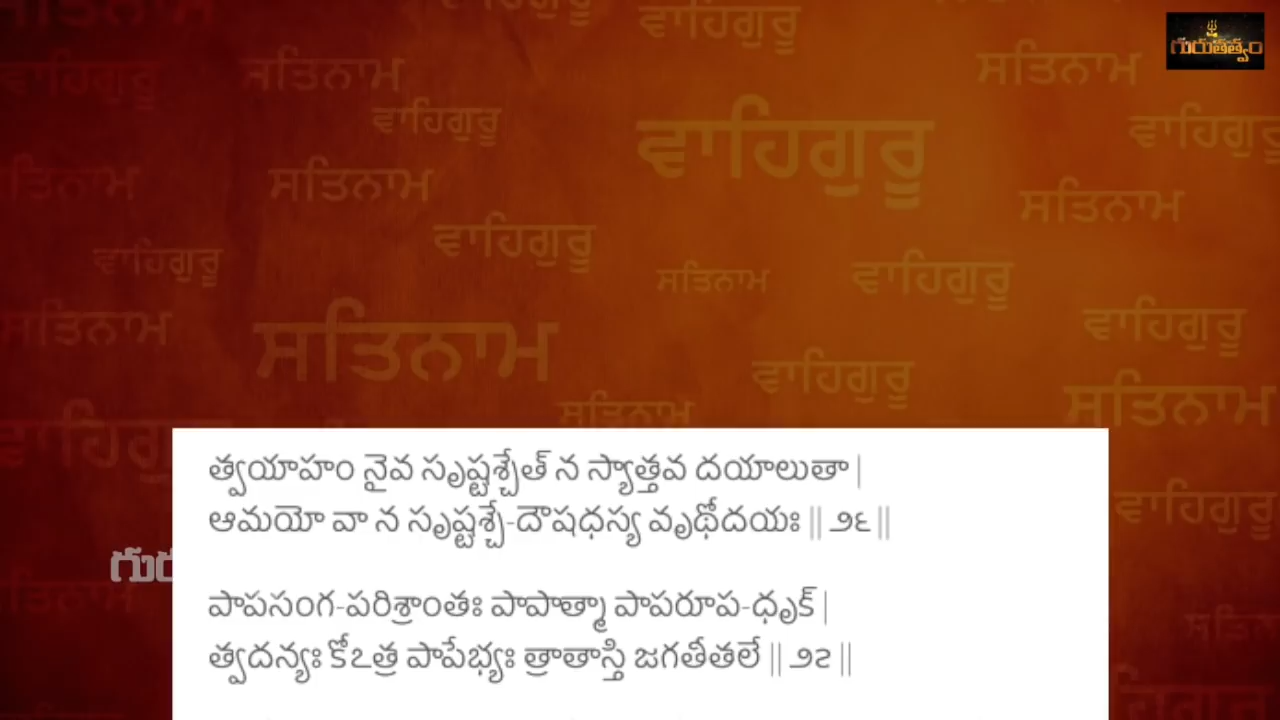 గురుతత్వం
ਵਾਹਿਗੁਰੂ
ਸਤਿਨਾਮ
ਸਤਿਨਾਮ
ਵਾਹਿਗੁਰੂ
ਵਾਹਿਗੁਰੂ
ਵਾਹਿਗੁਰੂ
ਸਤਿਨਾਮ
ਸਤਿਨਾਮ
ਵਾਹਿਗੁਰੂ
ਵਾਹਿਗੁਰੂ
ਸਤਿਨਾਮ
ਵਾਹਿਗੁਰੂ
ਸਤਿਨਾਮ
ਵਾਹਿਗੁਰੂ
ਸਤਿਨਾਮ
ਵਾਹਿਗੁਰੂ
ਸਤਿਨਾਮ
ਸਤਿਨਾਮ
ਵਾਹਿਗੁਰੂ
త్వయాహం నైవ సృష్టశ్చేత్ న స్యాత్తవ దయాలుతా |
ఆమయో వా న సృష్టశ్చే-దౌషధస్య వృథోదయః || ౨౬ ||
పాపసంగ-పరిశ్రాంతః పాపాత్మా పాపరూప-ధృక్ |
త్వదన్యః కోఽత్ర పాపేభ్యః త్రాతాస్తి జగతీతలే || ౨౭ ||